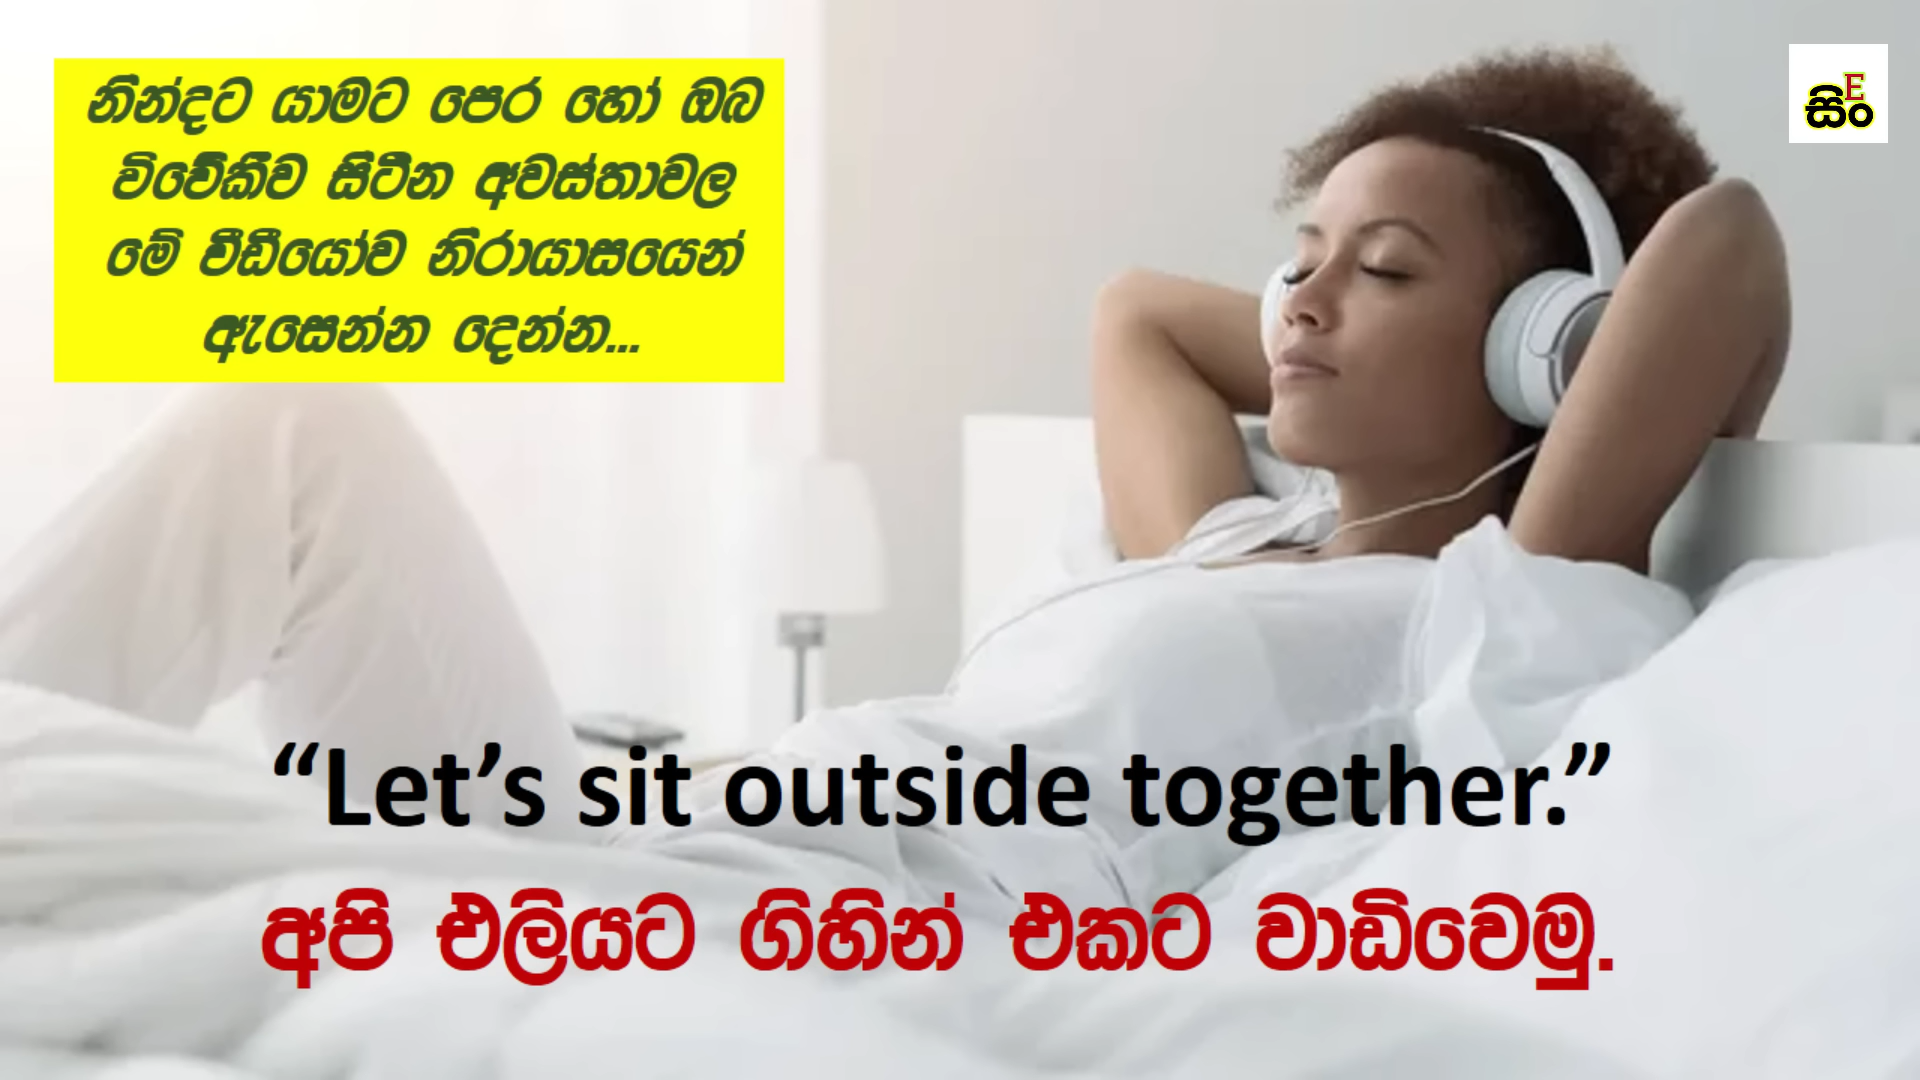 නින්දට යාමට පෙර හෝ ඔබ
විවේකීව සිටින අවස්තාවල
මේ වීඩීයෝව නිරායාසයෙන්
ඇසෙන්න දෙන්න...
සිංE
“Let’s sit outside together.”
අපි එලියට ගිහින් එකට වාඩිවෙමු.